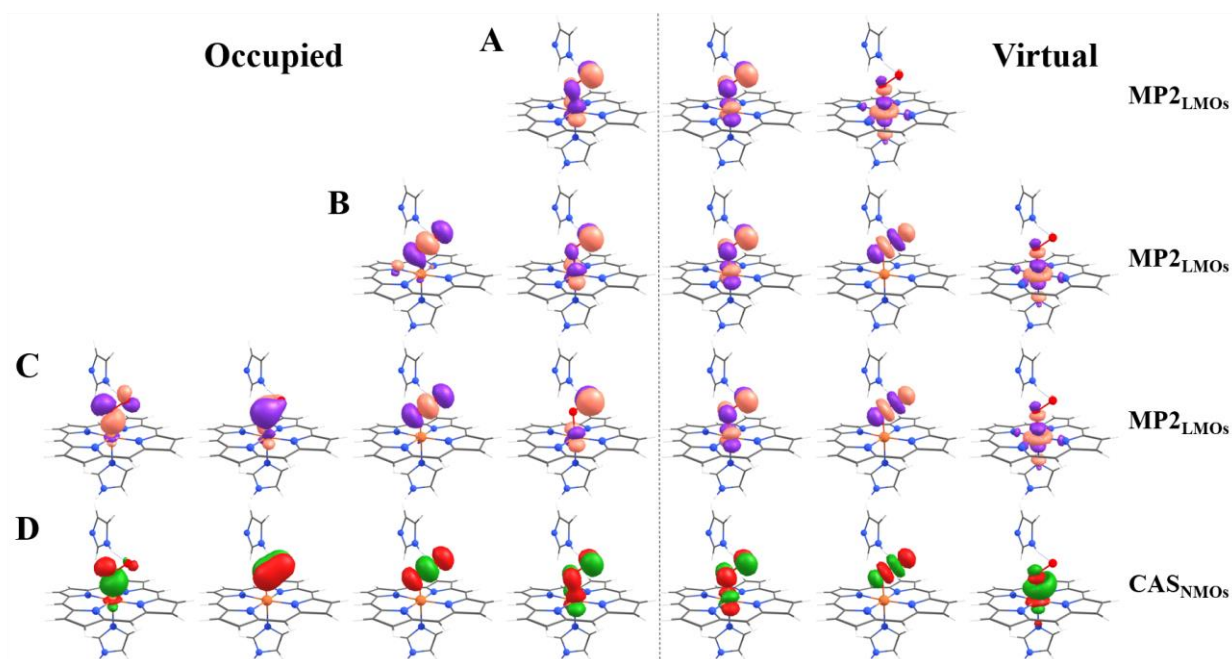 A
Occupied
Virtual
MP2LMOs
B
MP2LMOs
C
MP2LMOs
D
CASNMOs